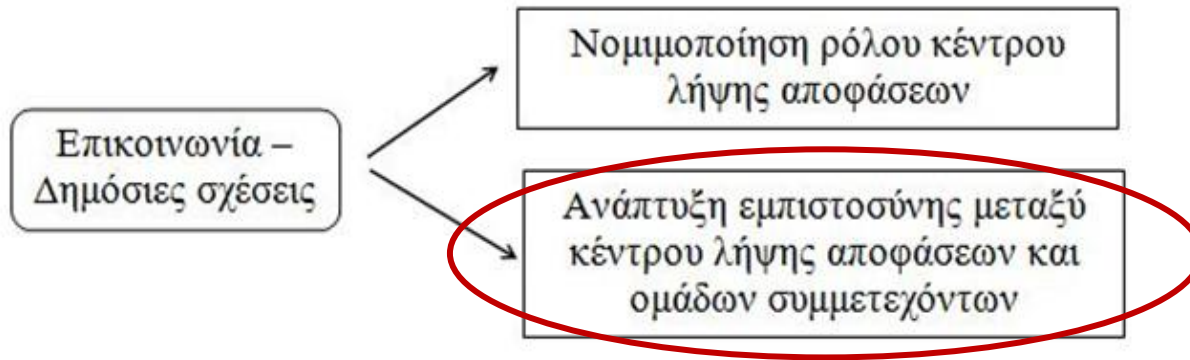 Επικοινωνία –
Δημόσιες σχέσεις
Νομιμοποίηση ρόλου κέντρου
λήψης αποφάσεων
Ανάπτυξη εμπιστοσύνης μεταξύ
κέντρου λήψης αποφάσεων και
ομάδων συμμετεχόντων